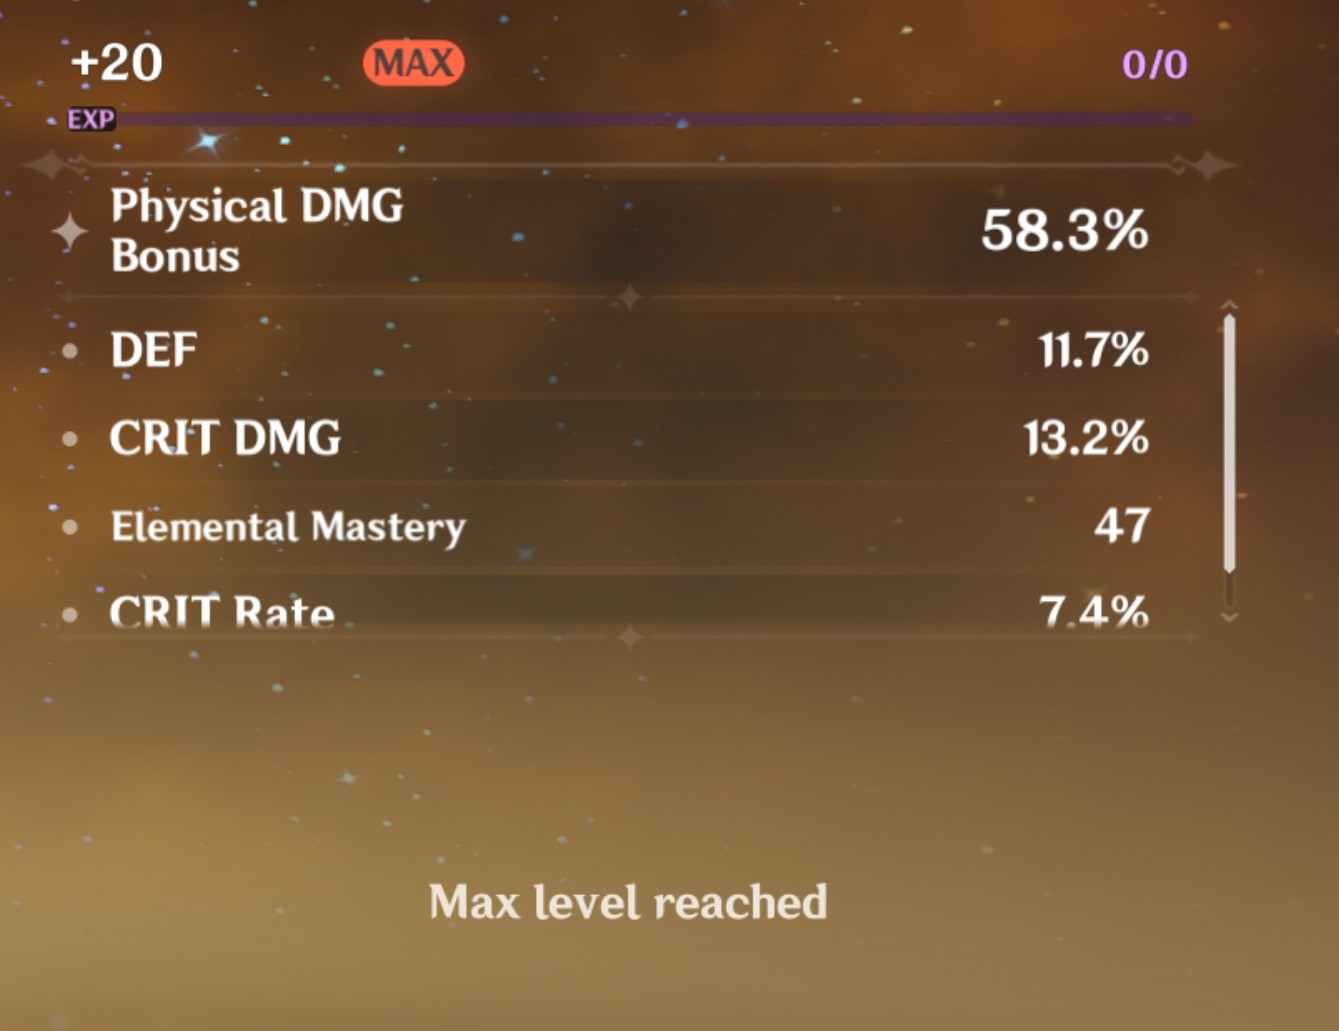 +20 MAX 0/0
EXP
Physical DMG
Bonus 58.3%
DEF 11.7%
CRIT DMG 13.2%
Elemental Mastery 47
CRIT Rate 7.4%
Max level reached